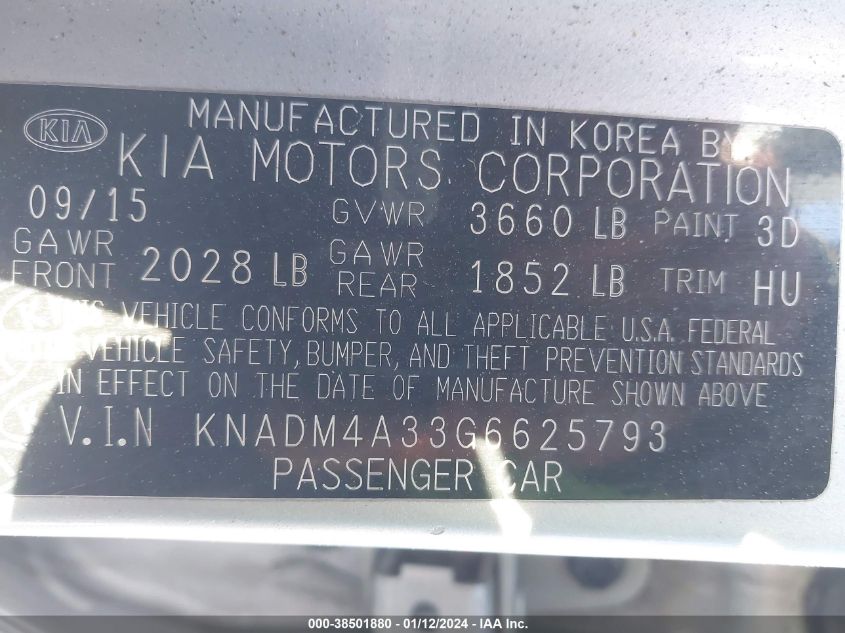 KIA MANUFACTURED IN KOREA BY
KIA MOTORS CORPORATION
09/15 GVWR 3660 LB PAINT 3D
GAWR FRONT 2028 LB GAWR REAR 1852 LB TRIM HU
THIS VEHICLE CONFORMS TO ALL APPLICABLE U.S.A. FEDERAL
VEHICLE SAFETY, BUMPER, AND THEFT PREVENTION STANDARDS
IN EFFECT ON THE DATE OF MANUFACTURE SHOWN ABOVE
V.I.N KNADM4A33G6625793
PASSENGER CAR
000-38501880 - 01/12/2024 - IAA Inc.